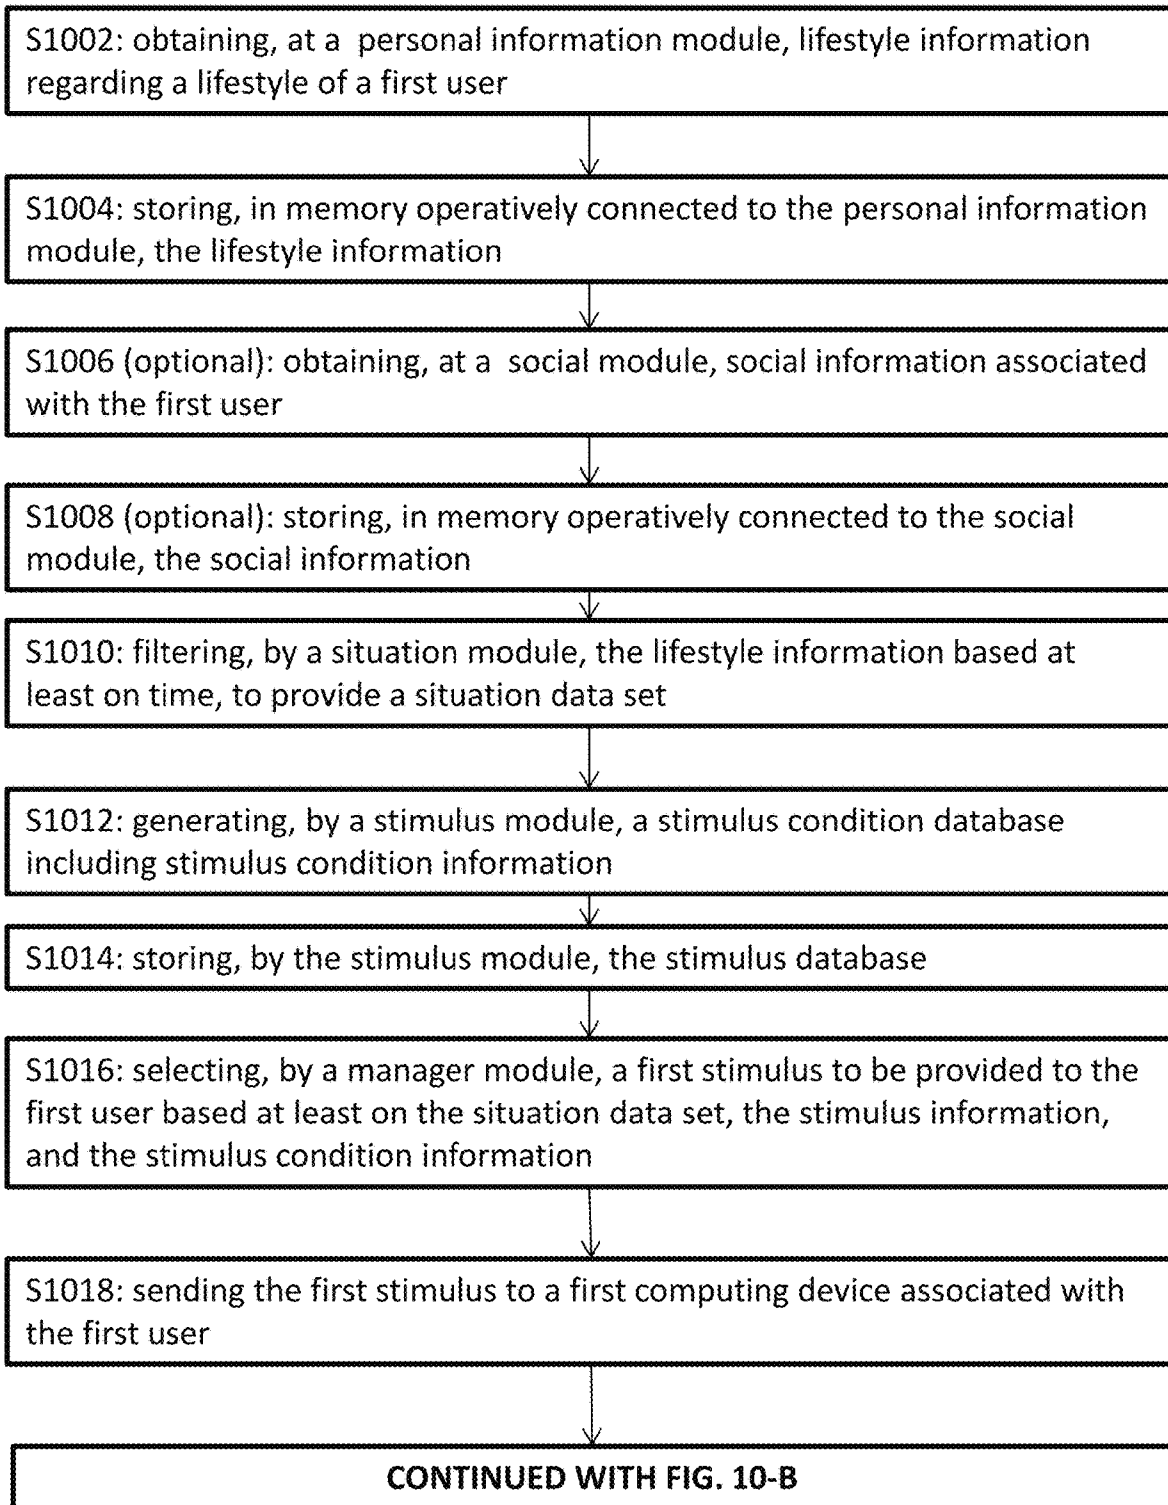 S1002: obtaining, at a personal information module, lifestyle information
regarding a lifestyle of a first user
S1004: storing, in memory operatively connected to the personal information
module, the lifestyle information
S1006 (optional): obtaining, at a social module, social information associated
with the first user
S1008 (optional): storing, in memory operatively connected to the social
module, the social information
S1010: filtering, by a situation module, the lifestyle information based at
least on time, to provide a situation data set
S1012: generating, by a stimulus module, a stimulus condition database
including stimulus condition information
S1014: storing, by the stimulus module, the stimulus database
S1016: selecting, by a manager module, a first stimulus to be provided to the
first user based at least on the situation data set, the stimulus information,
and the stimulus condition information
S1018: sending the first stimulus to a first computing device associated with
the first user
CONTINUED WITH FIG. 10-B